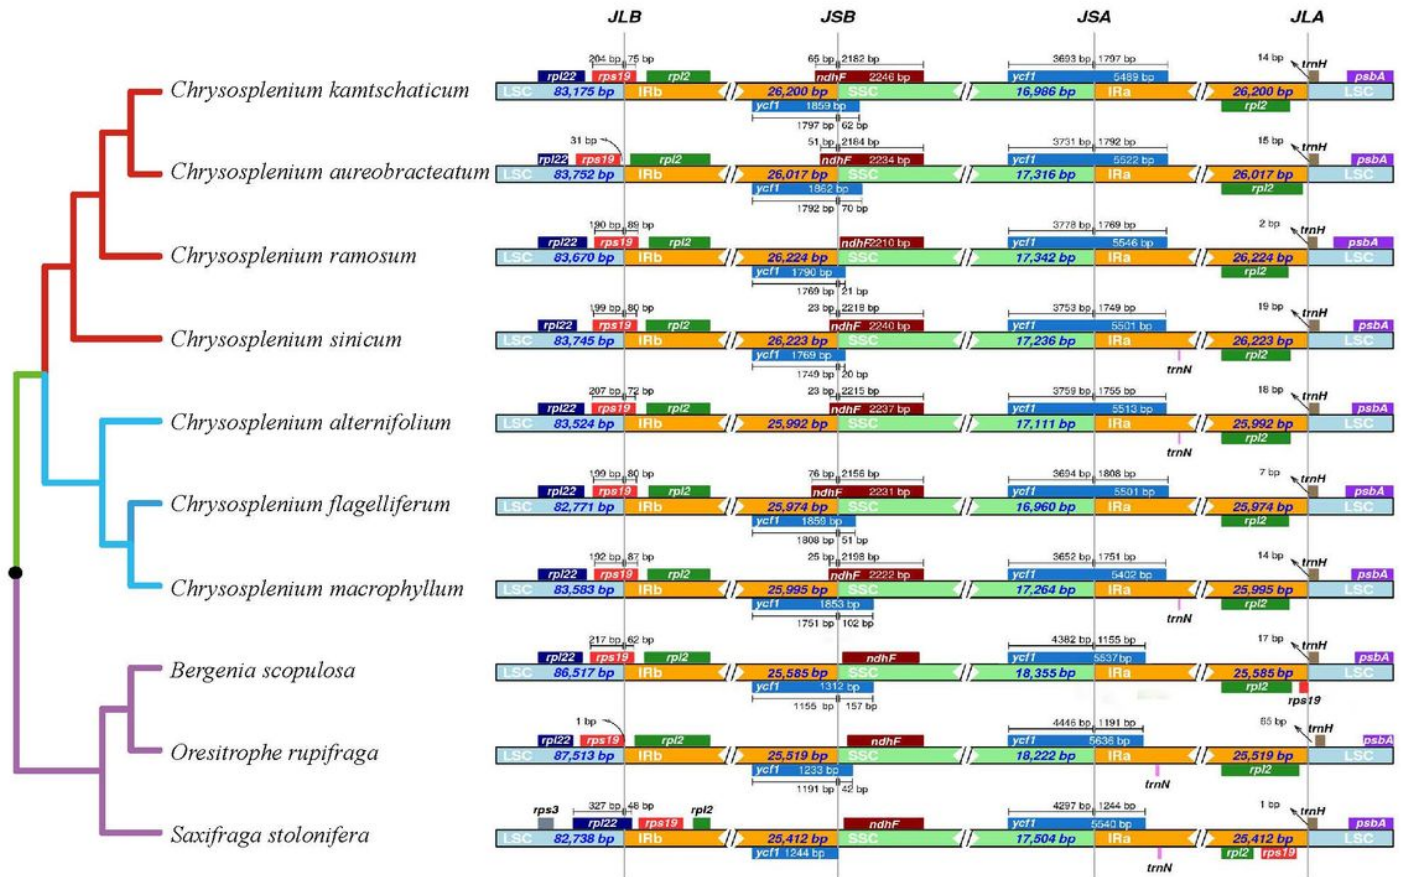 JLB JSB JSA JLA
204 bp 75 bp 65 bp 2182 bp 3693 bp 1797 bp 14 bp trnH
rpl22 rps19 rpl2 ndhF 2246 bp ycf1 5489 bp psbA
Chrysosplenium kamtschaticum LSC 83,175 bp IRb 26,200 bp SSC 16,986 bp IRa 26,200 bp LSC
ycf1 1859 bp rpl2
1797 bp 62 bp
31 bp 51 bp 2184 bp 3731 bp 1792 bp 15 bp trnH
rpl22 rps19 rpl2 ndhF 2234 bp ycf1 5522 bp psbA
Chrysosplenium aureobracteatum LSC 83,752 bp IRb 26,017 bp SSC 17,316 bp IRa 26,017 bp LSC
ycf1 1862 bp rpl2
1792 bp 70 bp
190 bp 89 bp 3778 bp 1769 bp 2 bp trnH
rpl22 rps19 rpl2 ndhF 2210 bp ycf1 5546 bp psbA
Chrysosplenium ramosum LSC 83,670 bp IRb 26,224 bp SSC 17,342 bp IRa 26,224 bp LSC
ycf1 1790 bp rpl2
1769 bp 21 bp
199 bp 80 bp 23 bp 2218 bp 3753 bp 1749 bp 19 bp trnH
rpl22 rps19 rpl2 ndhF 2240 bp ycf1 5501 bp psbA
Chrysosplenium sinicum LSC 83,745 bp IRb 26,223 bp SSC 17,236 bp IRa 26,223 bp LSC
ycf1 1769 bp rpl2
1749 bp 20 bp trnN
207 bp 72 bp 23 bp 2215 bp 3759 bp 1755 bp 18 bp trnH
rpl22 rps19 rpl2 ndhF 2237 bp ycf1 5513 bp psbA
Chrysosplenium alternifolium LSC 83,524 bp IRb 25,992 bp SSC 17,111 bp IRa 25,992 bp LSC
rpl2
trnN
199 bp 80 bp 76 bp 2156 bp 3694 bp 1808 bp 7 bp trnH
rpl22 rps19 rpl2 ndhF 2231 bp ycf1 5501 bp psbA
Chrysosplenium flagelliferum LSC 82,771 bp IRb 25,974 bp SSC 16,960 bp IRa 25,974 bp LSC
ycf1 1859 bp rpl2
1808 bp 51 bp
192 bp 87 bp 25 bp 2198 bp 3652 bp 1751 bp 14 bp trnH
rpl22 rps19 rpl2 ndhF 2222 bp ycf1 5402 bp psbA
Chrysosplenium macrophyllum LSC 83,583 bp IRb 25,995 bp SSC 17,264 bp IRa 25,995 bp LSC
ycf1 1853 bp rpl2
1751 bp 102 bp trnN
217 bp 62 bp 4382 bp 1155 bp 17 bp trnH
rpl22 rps19 rpl2 ndhF ycf1 5537 bp psbA
Bergenia scopulosa LSC 86,517 bp IRb 25,585 bp SSC 18,355 bp IRa 25,585 bp LSC
ycf1 1312 bp rpl2
1155 bp 157 bp rps19
1 bp 4446 bp 1191 bp 65 bp trnH
rpl22 rps19 rpl2 ndhF ycf1 5636 bp psbA
Oresitrophe rupifraga LSC 87,513 bp IRb 25,519 bp SSC 18,222 bp IRa 25,519 bp LSC
ycf1 1233 bp rpl2
1191 bp 42 bp trnN
rps3 327 bp 48 bp rpl2 4297 bp 1244 bp 1 bp trnH
rpl22 rps19 ndhF ycf1 5540 bp psbA
Saxifraga stolonifera LSC 82,738 bp IRb 25,412 bp SSC 17,504 bp IRa 25,412 bp LSC
ycf1 1244 bp rpl2 rps19
trnN